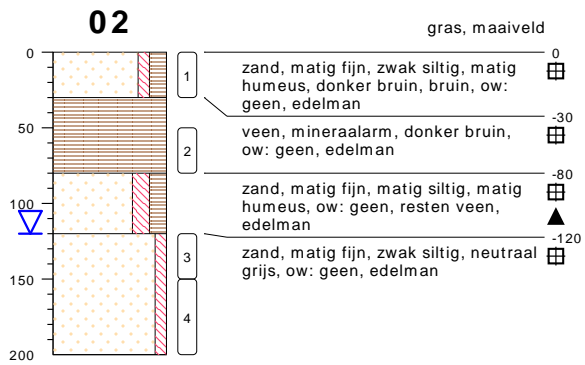 02
gras, maaiveld
0
0
zand, matig fijn, zwak siltig, matig
humeus, donker bruin, bruin, ow:
geen, edelman
1
-30
50
veen, mineraalarm, donker bruin,
ow: geen, edelman
2
-80
zand, matig fijn, matig siltig, matig
humeus, ow: geen, resten veen,
edelman
100
-120
zand, matig fijn, zwak siltig, neutraal
grijs, ow: geen, edelman
3
150
4
200